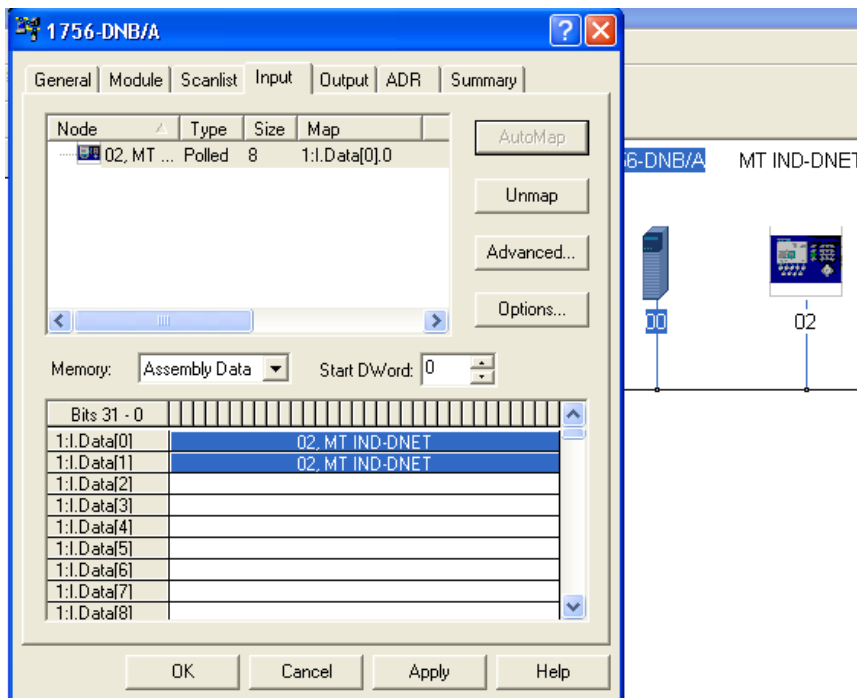 1756-DNB/A
General Module Scanlist Input Output ADR Summary
Node Type Size Map
02, MT ... Polled 8 1:I.Data[0].0
AutoMap
Unmap
Advanced...
Options...
Memory: Assembly Data Start DWord: 0
Bits 31 - 0
1:I.Data[0] 02, MT IND-DNET
1:I.Data[1] 02, MT IND-DNET
1:I.Data[2]
1:I.Data[3]
1:I.Data[4]
1:I.Data[5]
1:I.Data[6]
1:I.Data[7]
1:I.Data[8]
OK Cancel Apply Help
56-DNB/A MT IND-DNET
00 02